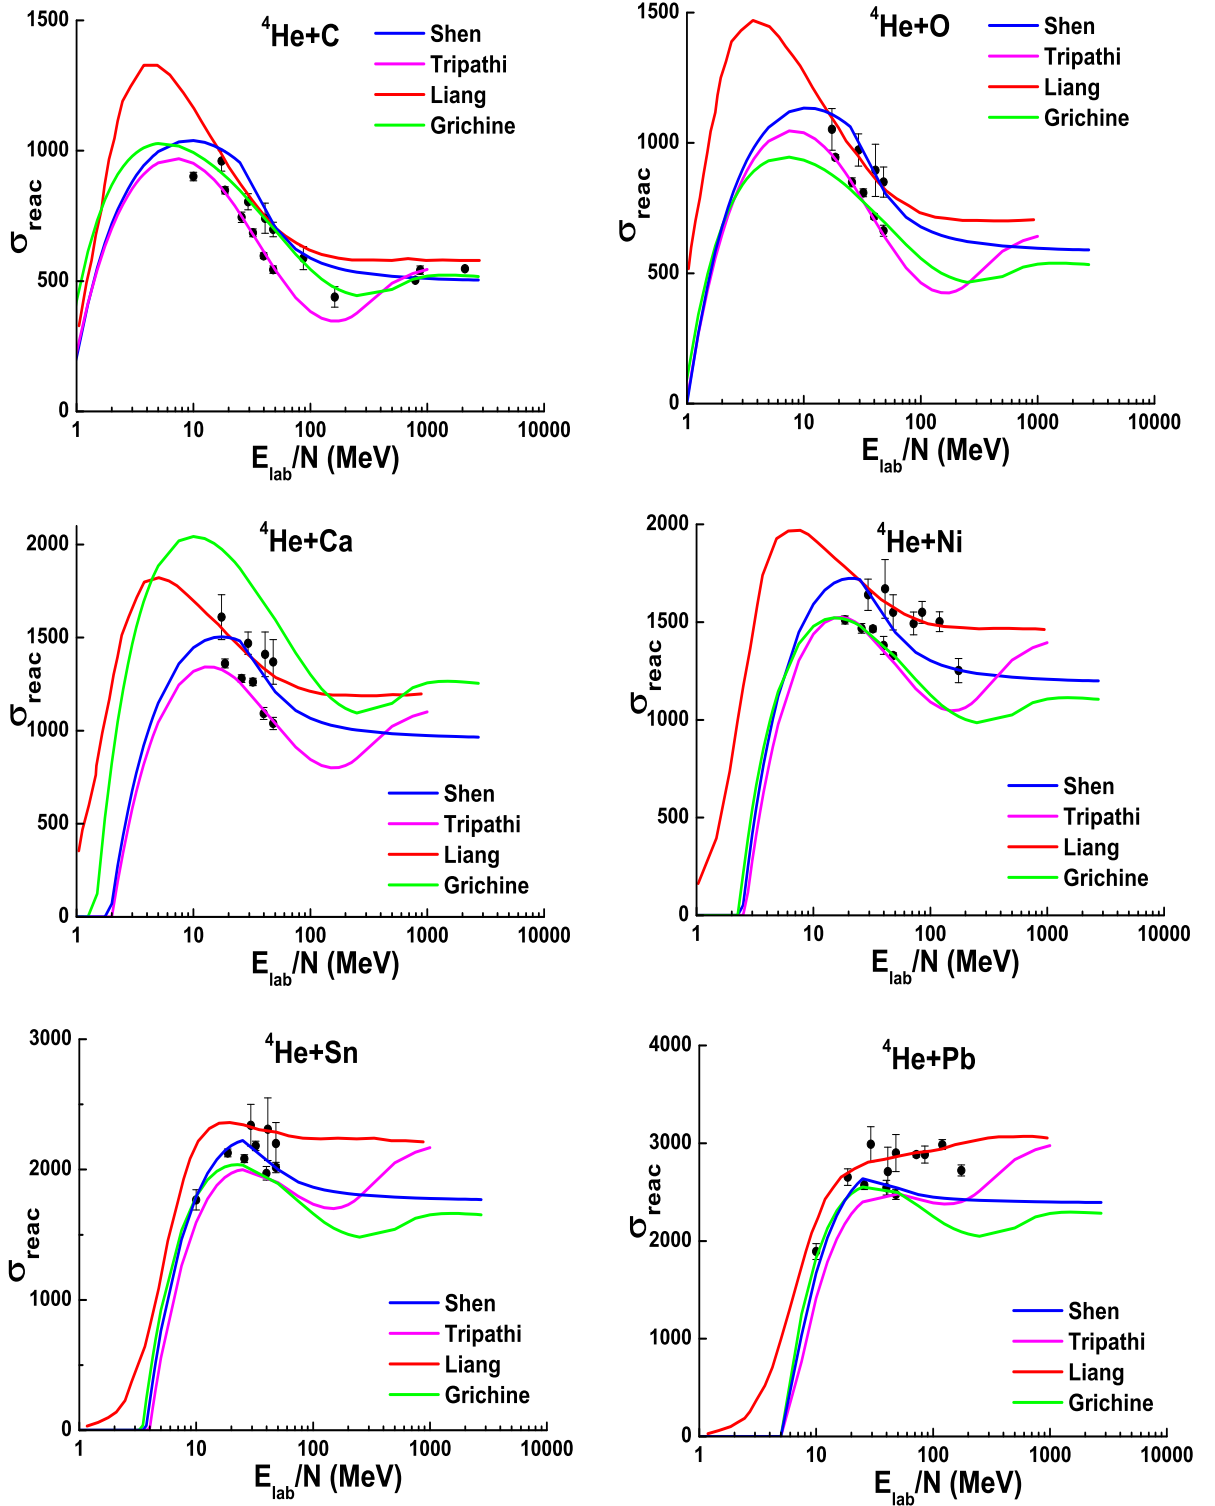 ⁴He+C
1500
1000
500
0
σreac
Shen
Tripathi
Liang
Grichine
1 10 100 1000 10000
Elab/N (MeV)
⁴He+O
1500
1000
500
0
σreac
Shen
Tripathi
Liang
Grichine
1 10 100 1000 10000
Elab/N (MeV)
⁴He+Ca
2000
1500
1000
500
0
σreac
Shen
Tripathi
Liang
Grichine
1 10 100 1000 10000
Elab/N (MeV)
⁴He+Ni
2000
1500
1000
500
0
σreac
Shen
Tripathi
Liang
Grichine
1 10 100 1000 10000
Elab/N (MeV)
⁴He+Sn
3000
2000
1000
0
σreac
Shen
Tripathi
Liang
Grichine
1 10 100 1000 10000
Elab/N (MeV)
⁴He+Pb
4000
3000
2000
1000
0
σreac
Shen
Tripathi
Liang
Grichine
1 10 100 1000 10000
Elab/N (MeV)